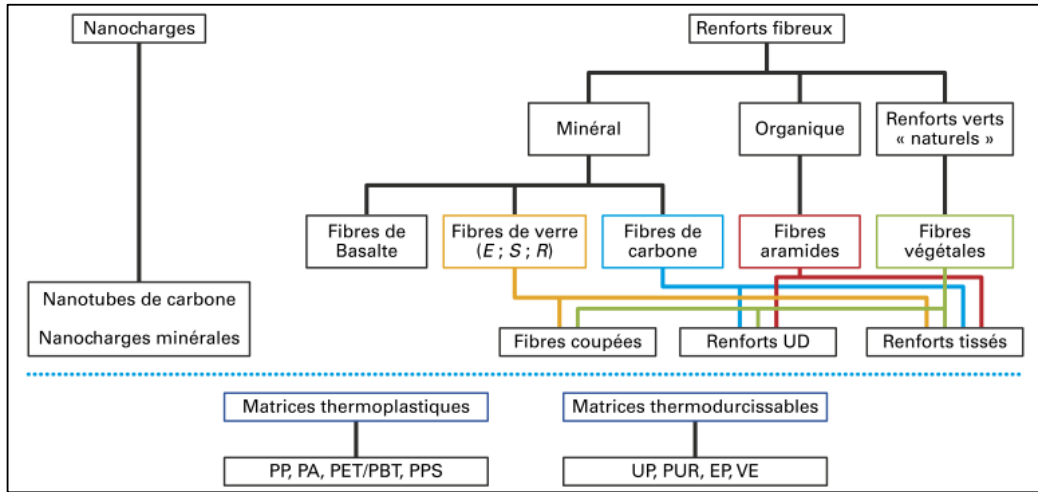 Nanocharges
Renforts fibreux
Minéral
Organique
Renforts verts
« naturels »
Fibres de
Basalte
Fibres de verre
(E ; S ; R)
Fibres de
carbone
Fibres
aramides
Fibres
végétales
Nanotubes de carbone
Nanocharges minérales
Fibres coupées
Renforts UD
Renforts tissés
Matrices thermoplastiques
Matrices thermodurcissables
PP, PA, PET/PBT, PPS
UP, PUR, EP, VE